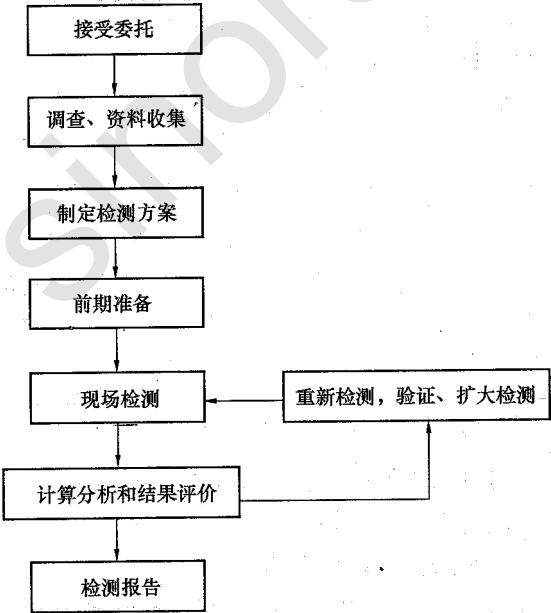 接受委托
调查、资料收集
制定检测方案
前期准备
现场检测
重新检测，验证、扩大检测
计算分析和结果评价
检测报告